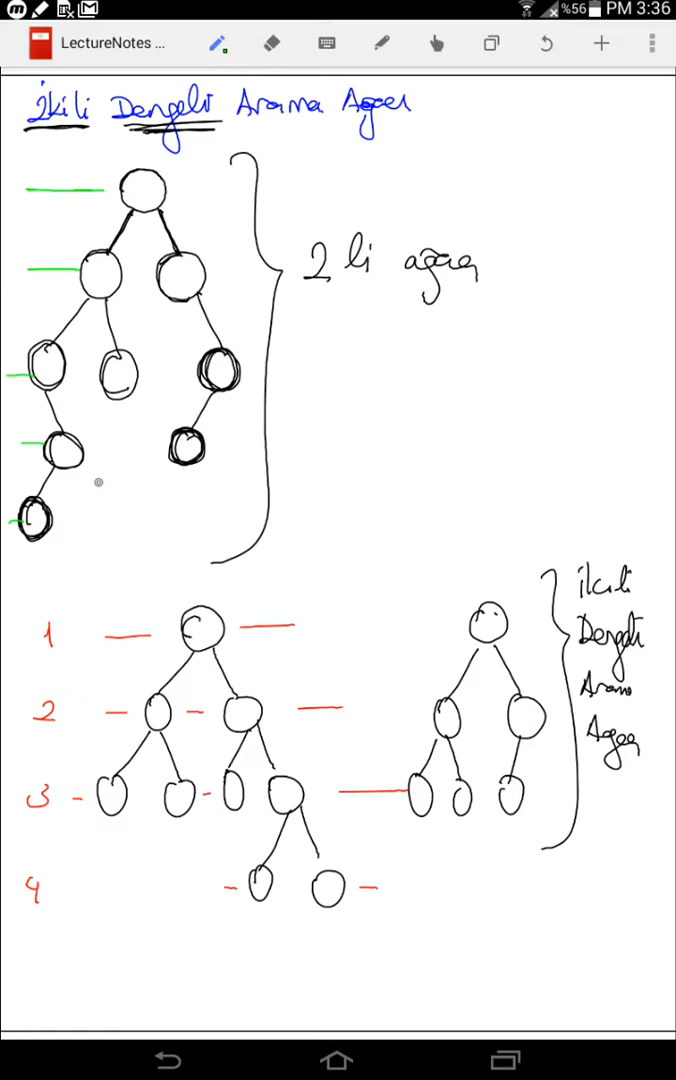 %56 PM 3:36
LectureNotes ...
İkili Dengeli Arama Ağacı
2 li ağaç
1
2
3
4
ikili
Dengeli
Arama
Ağacı